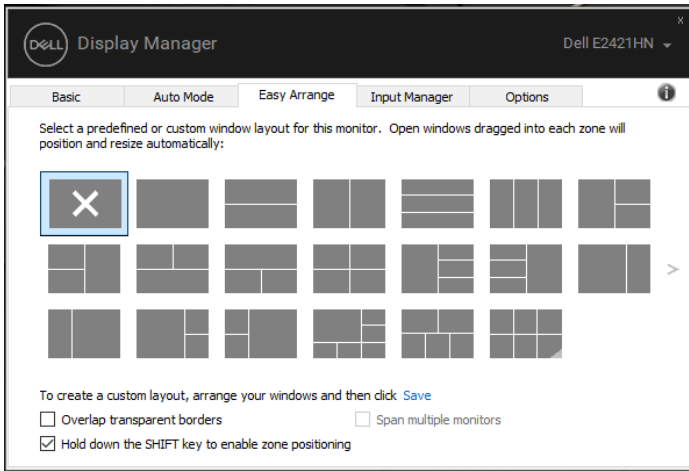 x
DELL Display Manager Dell E2421HN
Basic Auto Mode Easy Arrange Input Manager Options i
Select a predefined or custom window layout for this monitor. Open windows dragged into each zone will
position and resize automatically:
To create a custom layout, arrange your windows and then click Save
Overlap transparent borders Span multiple monitors
Hold down the SHIFT key to enable zone positioning